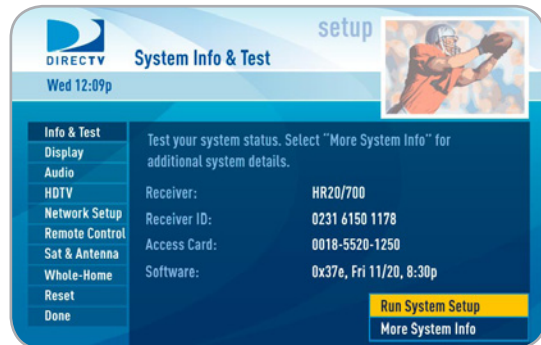 setup
DIRECTV
System Info & Test
Wed 12:09p
Info & Test
Display
Audio
HDTV
Network Setup
Remote Control
Sat & Antenna
Whole-Home
Reset
Done
Test your system status. Select "More System Info" for
additional system details.
Receiver: HR20/700
Receiver ID: 0231 6150 1178
Access Card: 0018-5520-1250
Software: 0x37e, Fri 11/20, 8:30p
Run System Setup
More System Info